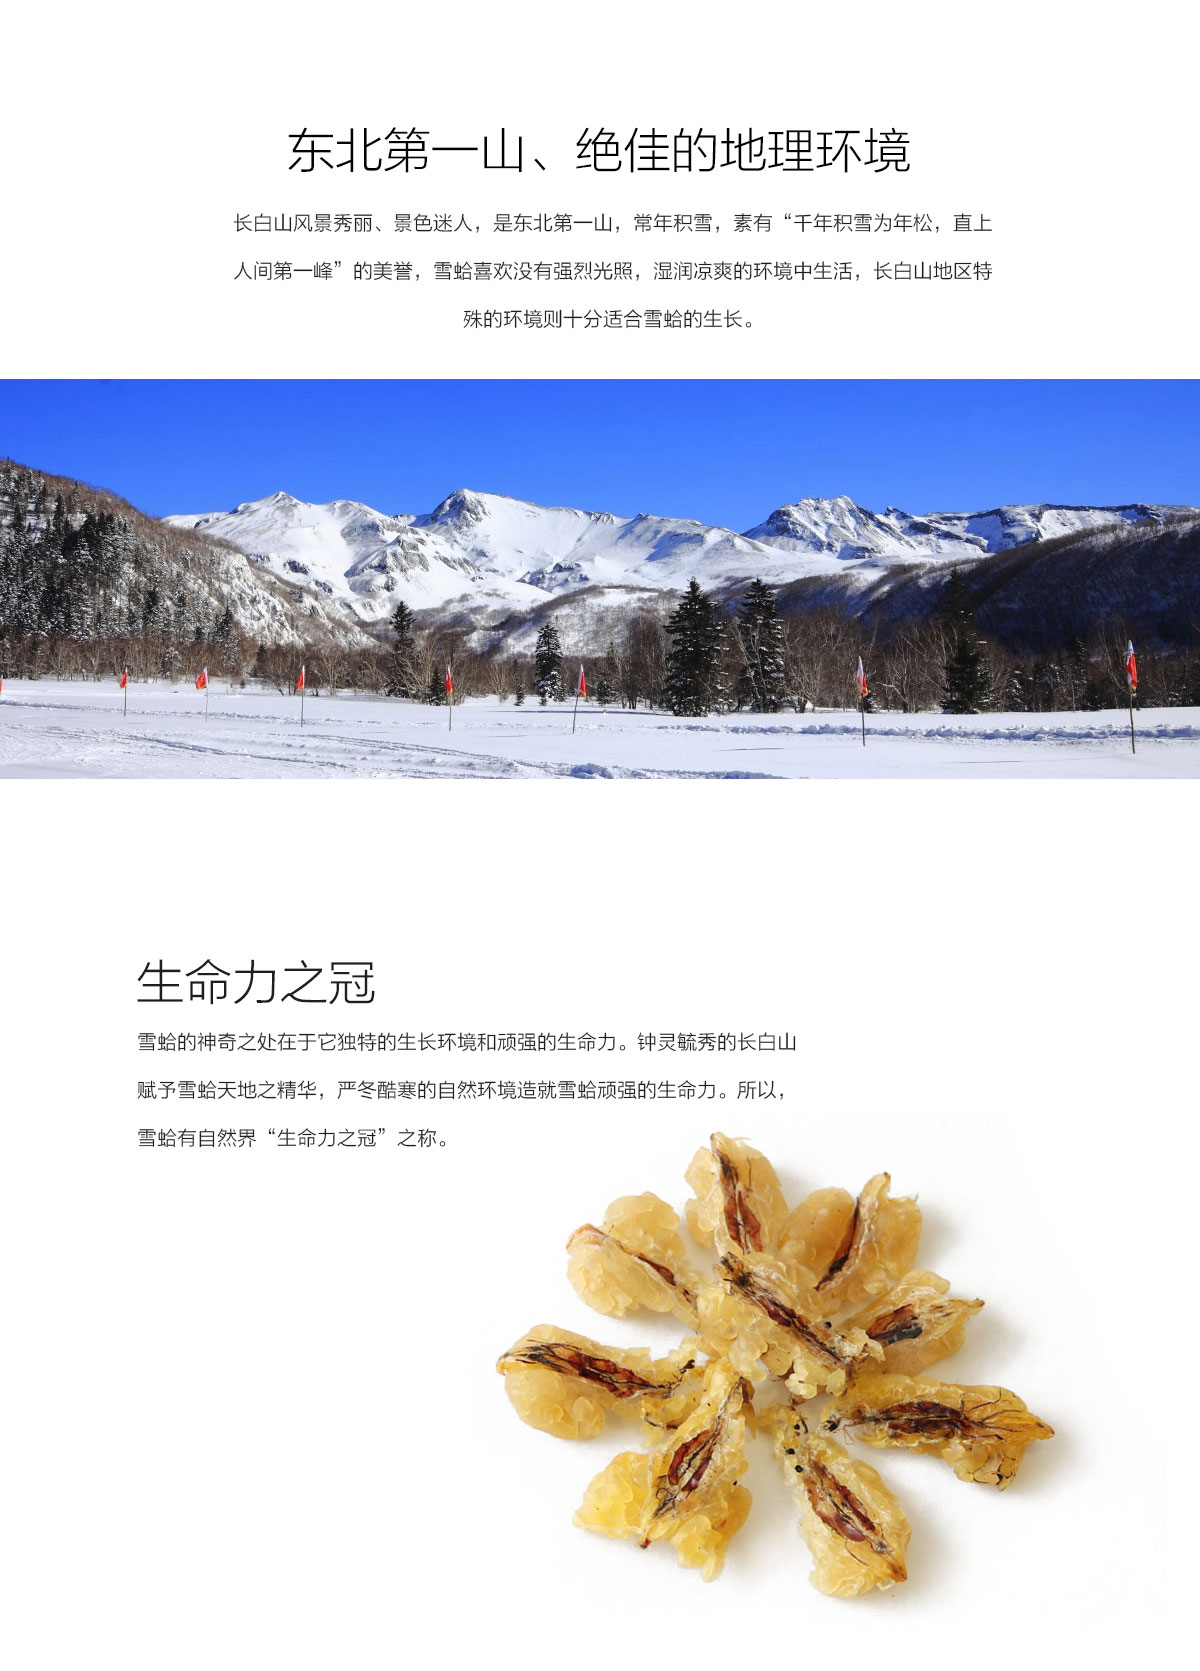 东北第一山、绝佳的地理环境
长白山风景秀丽、景色迷人，是东北第一山，常年积雪，素有“千年积雪为年松，直上
人间第一峰”的美誉，雪蛤喜欢没有强烈光照，湿润凉爽的环境中生活，长白山地区特
殊的环境则十分适合雪蛤的生长。
生命力之冠
雪蛤的神奇之处在于它独特的生长环境和顽强的生命力。钟灵毓秀的长白山
赋予雪蛤天地之精华，严冬酷寒的自然环境造就雪蛤顽强的生命力。所以，
雪蛤有自然界“生命力之冠”之称。